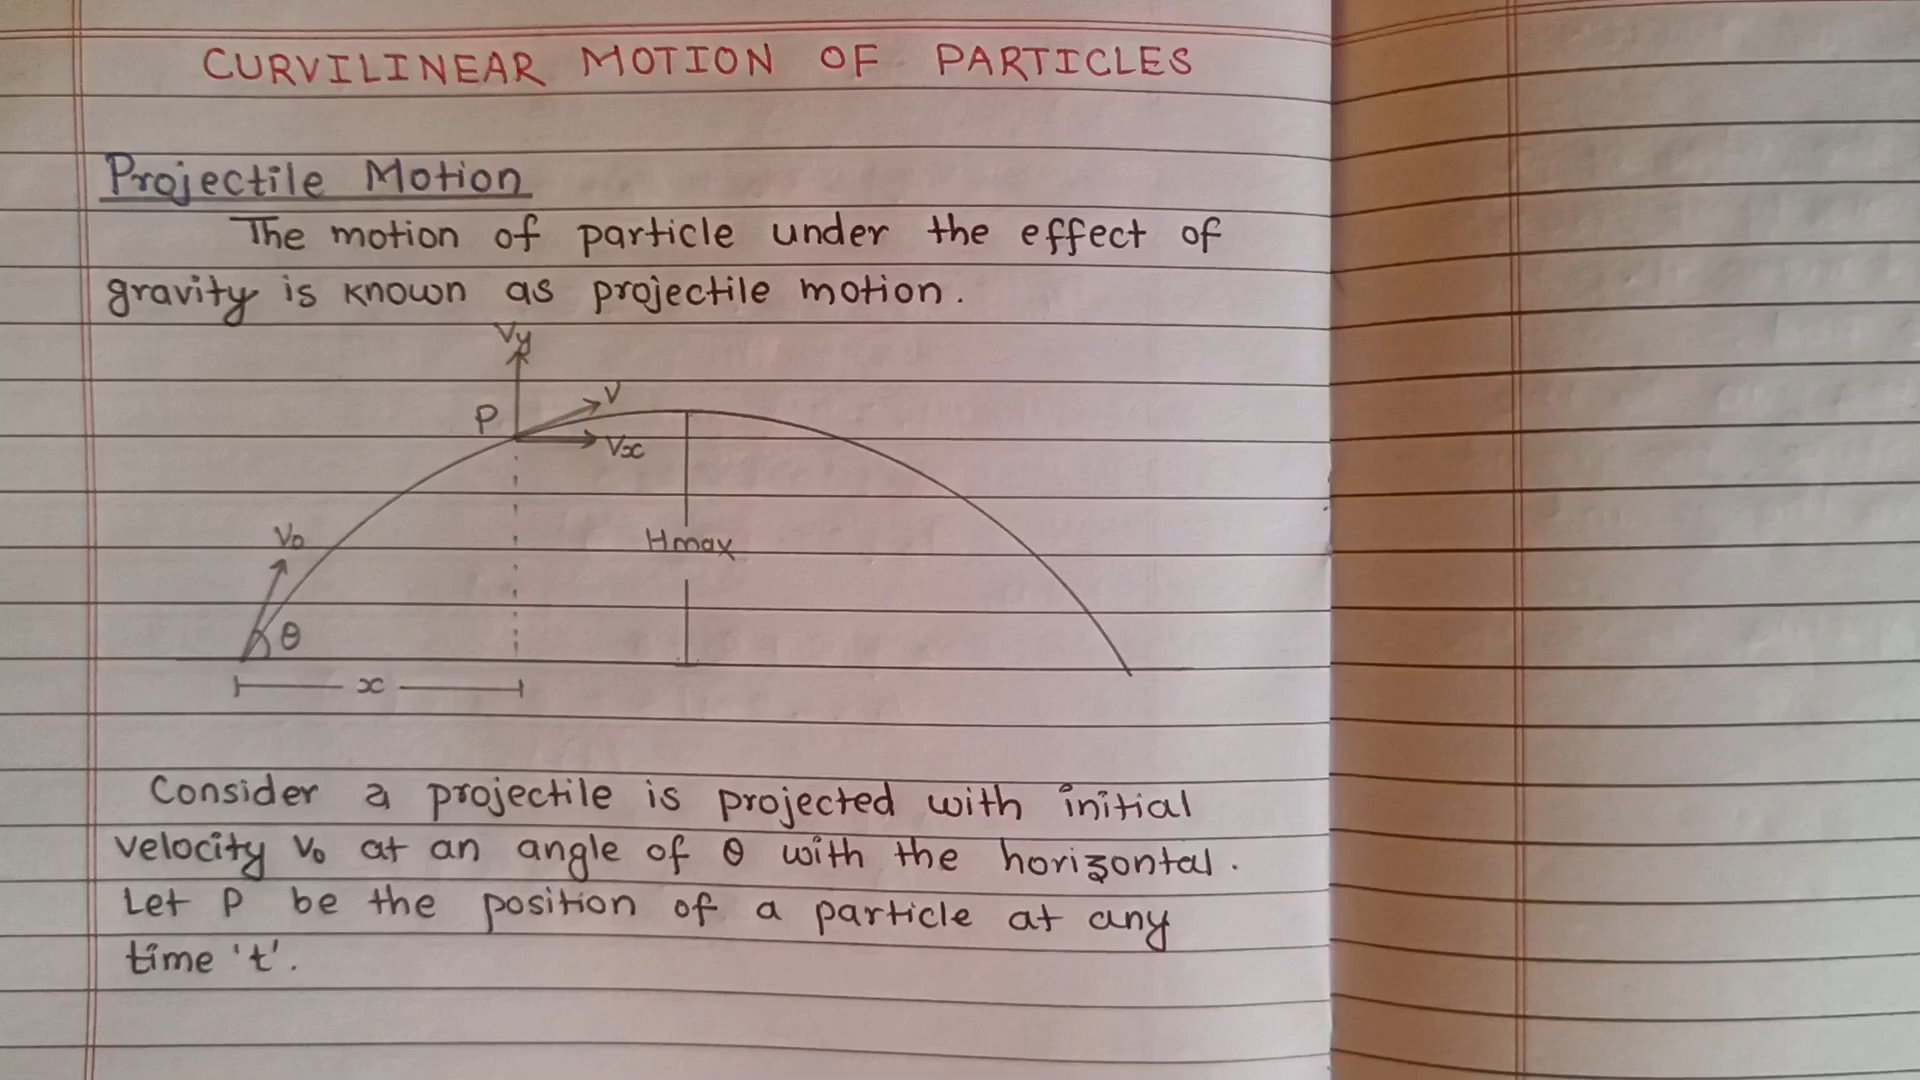 CURVILINEAR MOTION OF PARTICLES
Projectile Motion
The motion of particle under the effect of
gravity is known as projectile motion.
Vy
V
P
Vx
V₀
Hmax
θ
x
Consider a projectile is projected with initial
velocity V₀ at an angle of θ with the horizontal.
Let P be the position of a particle at any
time 't'.